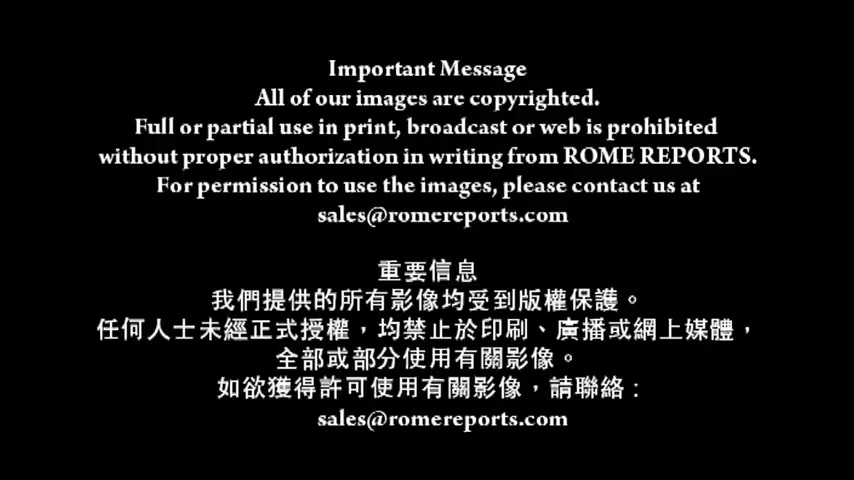 Important Message
All of our images are copyrighted.
Full or partial use in print, broadcast or web is prohibited
without proper authorization in writing from ROME REPORTS.
For permission to use the images, please contact us at
sales@romereports.com
重要信息
我們提供的所有影像均受到版權保護。
任何人士未經正式授權，均禁止於印刷、廣播或網上媒體，
全部或部分使用有關影像。
如欲獲得許可使用有關影像，請聯絡：
sales@romereports.com